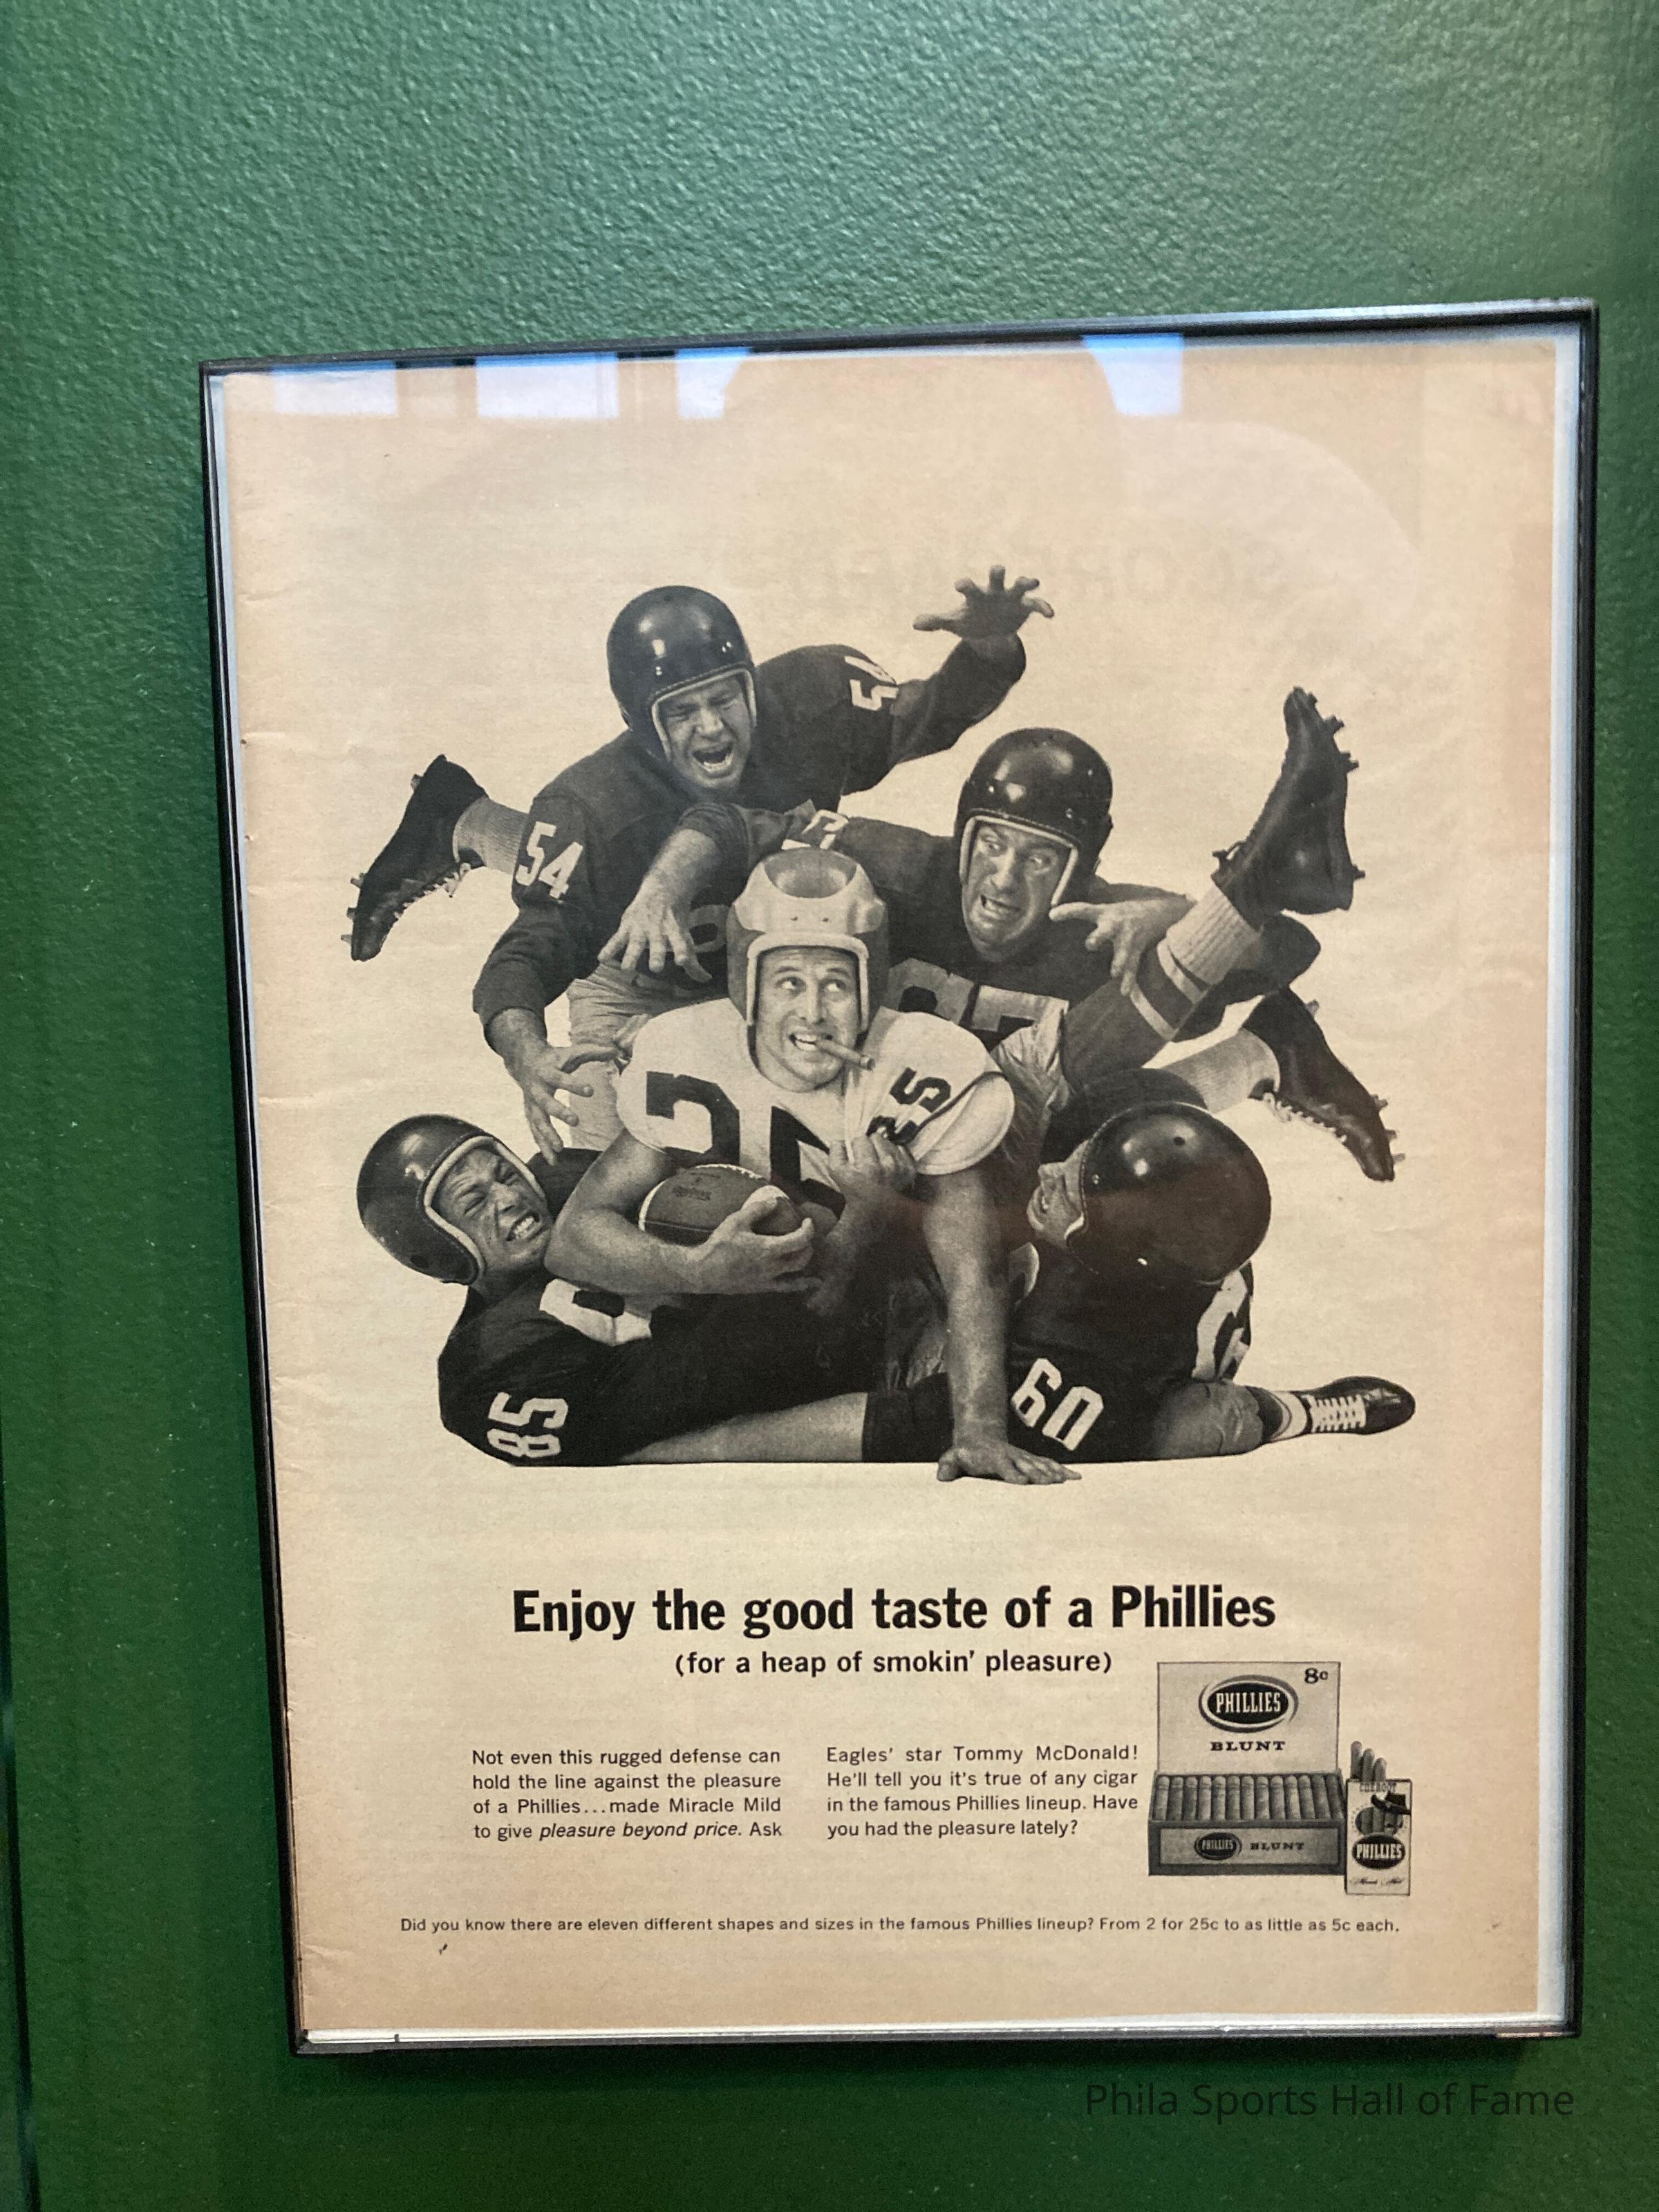 54
54
67
25
25
85
60
Enjoy the good taste of a Phillies
(for a heap of smokin' pleasure)
8c
PHILLIES
BLUNT
Not even this rugged defense can
hold the line against the pleasure
of a Phillies...made Miracle Mild
to give pleasure beyond price. Ask
Eagles' star Tommy McDonald!
He'll tell you it's true of any cigar
in the famous Phillies lineup. Have
you had the pleasure lately?
PHILLIES BLUNT
CHEROOT
PHILLIES
Did you know there are eleven different shapes and sizes in the famous Phillies lineup? From 2 for 25c to as little as 5c each.
Phila Sports Hall of Fame